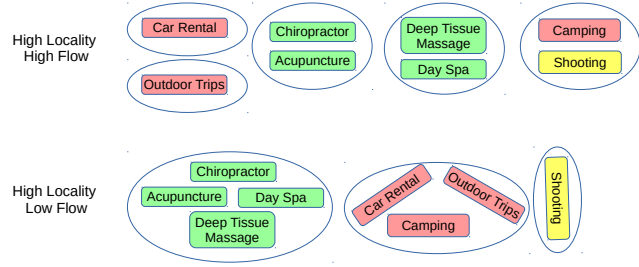 High Locality
High Flow
Car Rental
Outdoor Trips
Chiropractor
Acupuncture
Deep Tissue
Massage
Day Spa
Camping
Shooting
High Locality
Low Flow
Chiropractor
Acupuncture
Day Spa
Deep Tissue
Massage
Car Rental
Outdoor Trips
Camping
Shooting